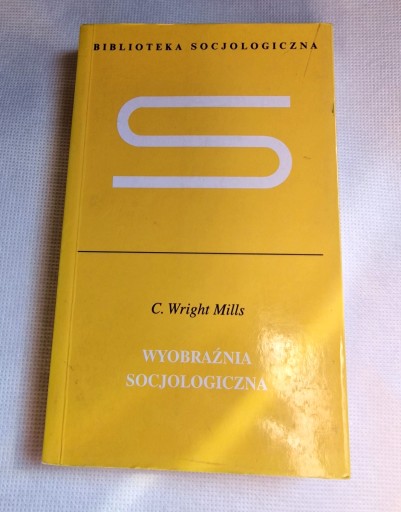 BIBLIOTEKA SOCJOLOGICZNA
S
C. Wright Mills
WYOBRAŹNIA
SOCJOLOGICZNA